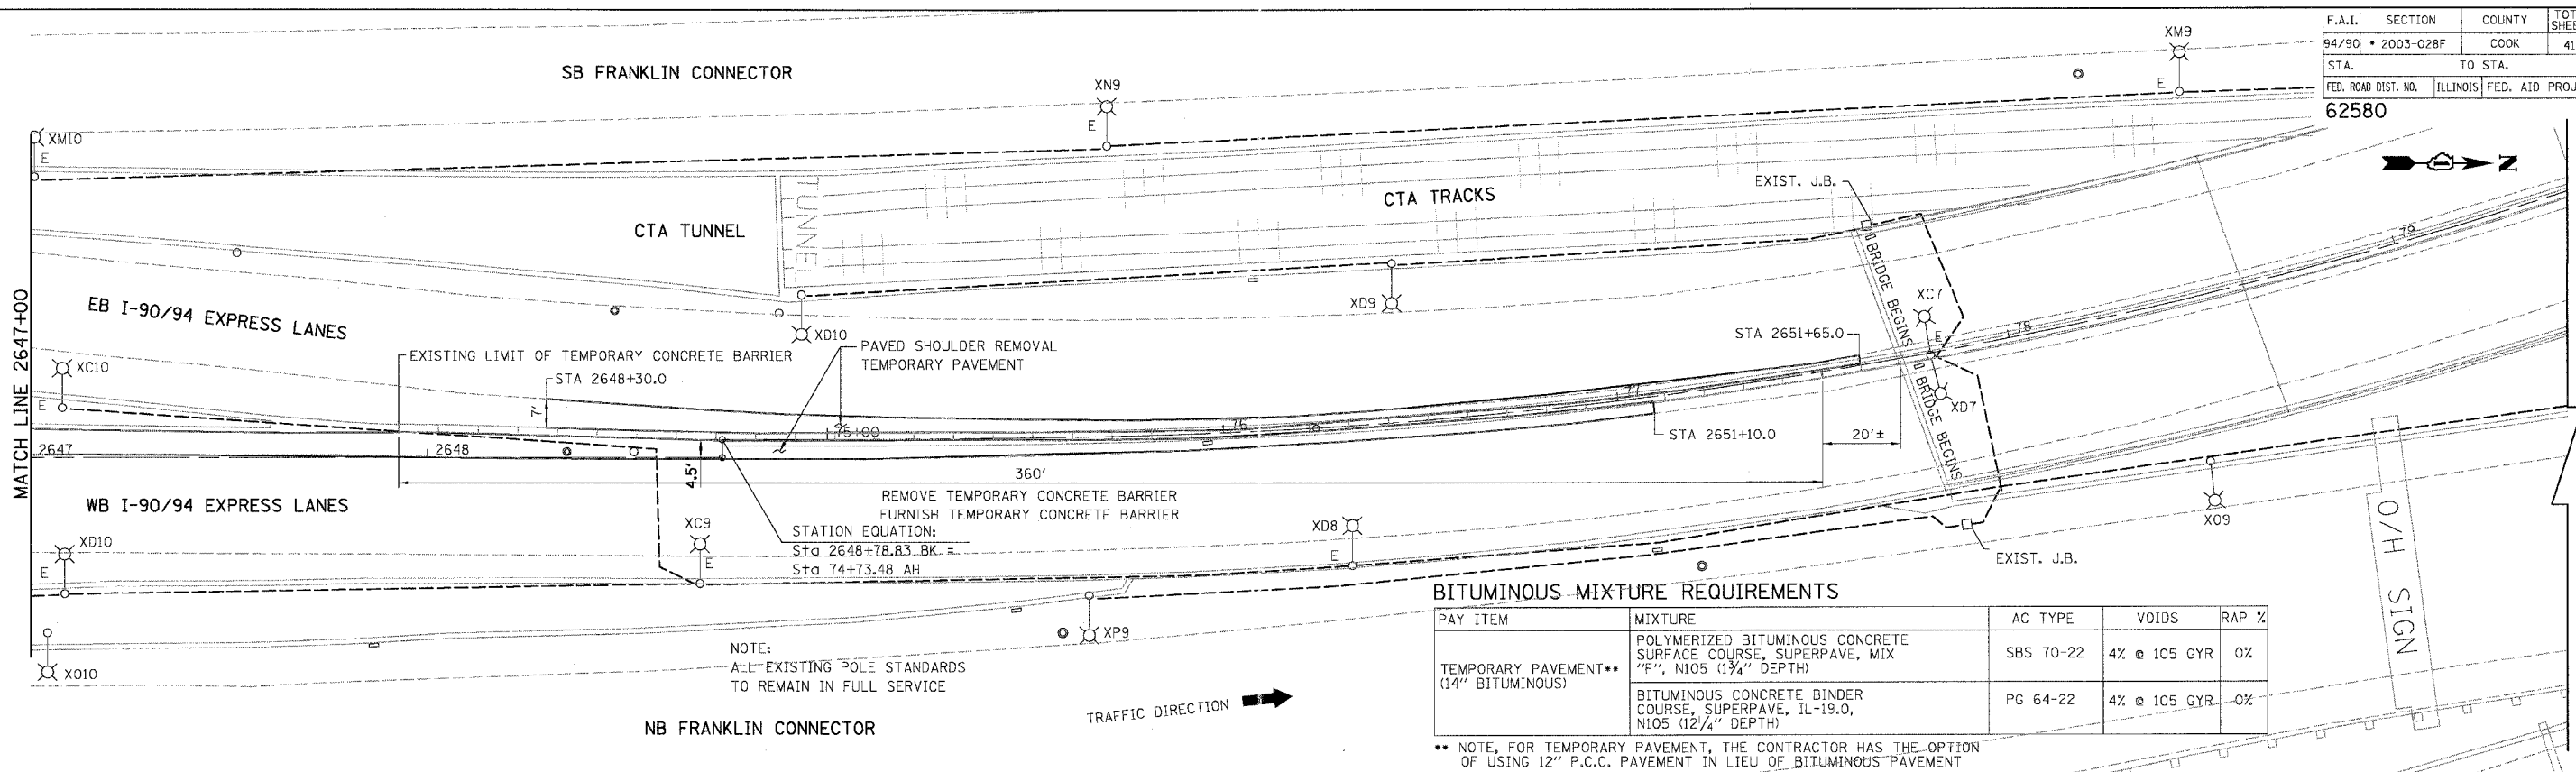 F.A.I. SECTION COUNTY
94/90 * 2003-028F COOK 41
STA. TO STA.
FED. ROAD DIST. NO. ILLINOIS FED. AID PROJ
62580
N
SB FRANKLIN CONNECTOR
XM9
XN9
E
E
XM10
E
CTA TUNNEL
TUNNEL
CTA TRACKS
EXIST. J.B.
BRIDGE BEGINS
XC7
E
79
78
EB I-90/94 EXPRESS LANES
XD10
XD9
STA 2651+65.0
MATCH LINE 2647+00
EXISTING LIMIT OF TEMPORARY CONCRETE BARRIER
PAVED SHOULDER REMOVAL
TEMPORARY PAVEMENT
XC10
E
STA 2648+30.0
7'
77
76
75+00
XD7
BRIDGE BEGINS
2647
2648
STA 2651+10.0
20'±
4.5'
360'
REMOVE TEMPORARY CONCRETE BARRIER
FURNISH TEMPORARY CONCRETE BARRIER
WB I-90/94 EXPRESS LANES
STATION EQUATION:
Sta 2648+78.83 BK =
Sta 74+73.48 AH
XC9
E
XD8
E
XO9
O/H SIGN
XD10
E
EXIST. J.B.
XP9
XO10
NOTE:
ALL EXISTING POLE STANDARDS
TO REMAIN IN FULL SERVICE
NB FRANKLIN CONNECTOR
TRAFFIC DIRECTION
BITUMINOUS MIXTURE REQUIREMENTS
PAY ITEM MIXTURE AC TYPE VOIDS RAP %
TEMPORARY PAVEMENT**
(14" BITUMINOUS)
POLYMERIZED BITUMINOUS CONCRETE
SURFACE COURSE, SUPERPAVE, MIX
"F", N105 (1¾" DEPTH)
SBS 70-22 4% @ 105 GYR 0%
BITUMINOUS CONCRETE BINDER
COURSE, SUPERPAVE, IL-19.0,
N105 (12¼" DEPTH)
PG 64-22 4% @ 105 GYR 0%
** NOTE, FOR TEMPORARY PAVEMENT, THE CONTRACTOR HAS THE OPTION
OF USING 12" P.C.C. PAVEMENT IN LIEU OF BITUMINOUS PAVEMENT